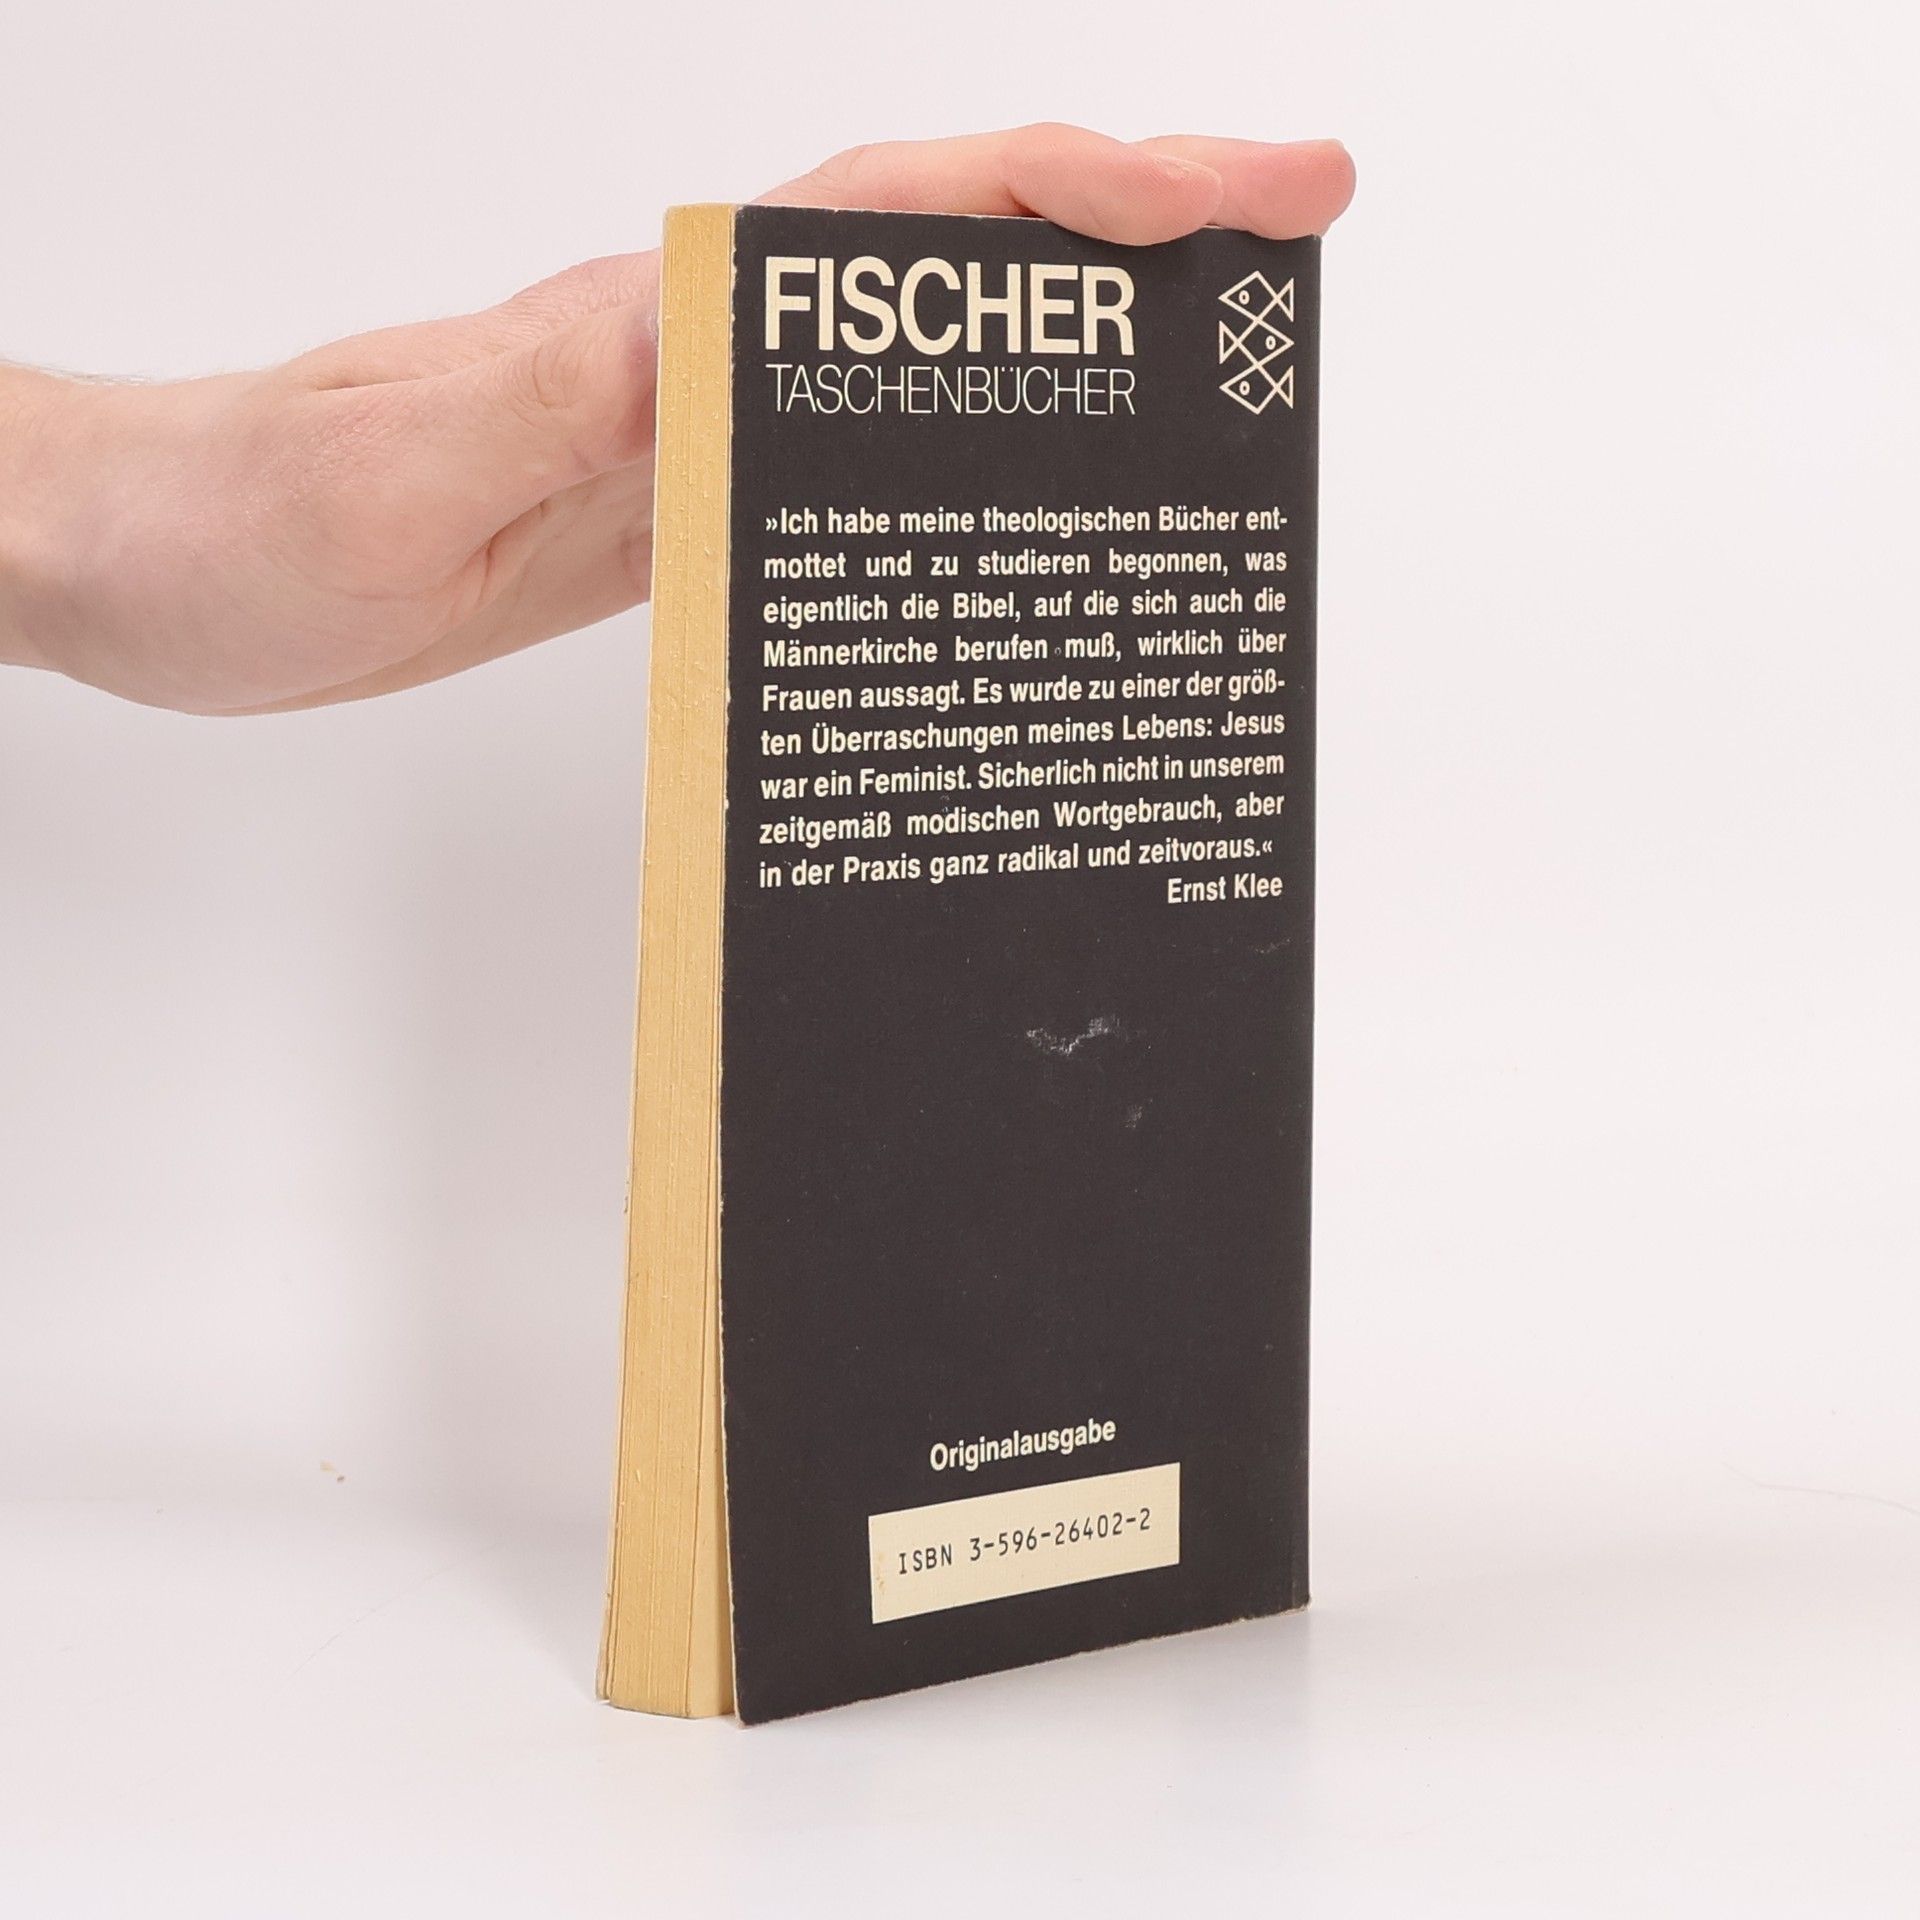 FISCHER
TASCHENBÜCHER
»Ich habe meine theologischen Bücher ent-
mottet und zu studieren begonnen, was
eigentlich die Bibel, auf die sich auch die
Männerkirche berufen muß, wirklich über
Frauen aussagt. Es wurde zu einer der größ-
ten Überraschungen meines Lebens: Jesus
war ein Feminist. Sicherlich nicht in unserem
zeitgemäß modischen Wortgebrauch, aber
in der Praxis ganz radikal und zeitvoraus.«
Ernst Klee
Originalausgabe
ISBN 3-596-26402-2